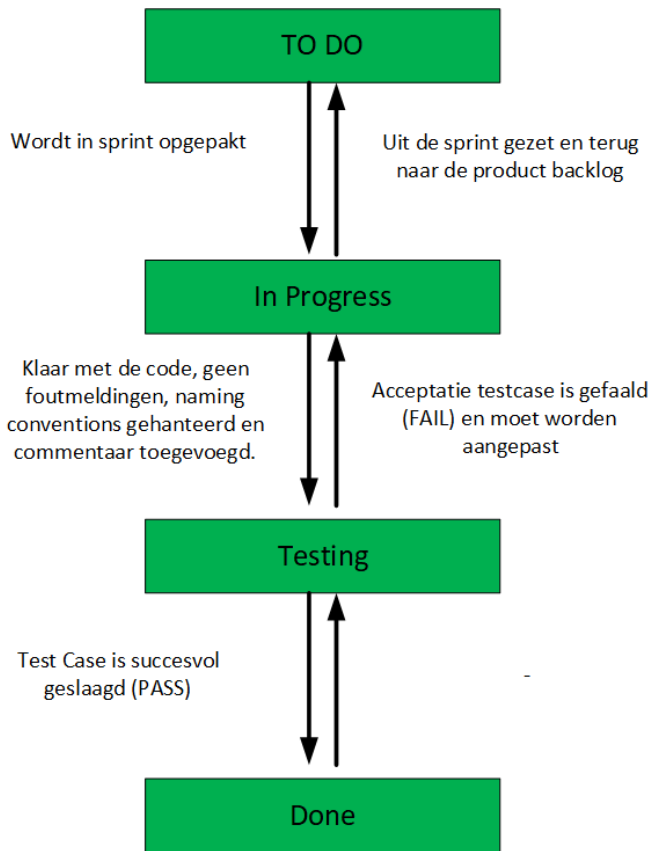 TO DO
Wordt in sprint opgepakt
Uit de sprint gezet en terug
naar de product backlog
In Progress
Klaar met de code, geen
foutmeldingen, naming
conventions gehanteerd en
commentaar toegevoegd.
Acceptatie testcase is gefaald
(FAIL) en moet worden
aangepast
Testing
Test Case is succesvol
geslaagd (PASS)
-
Done